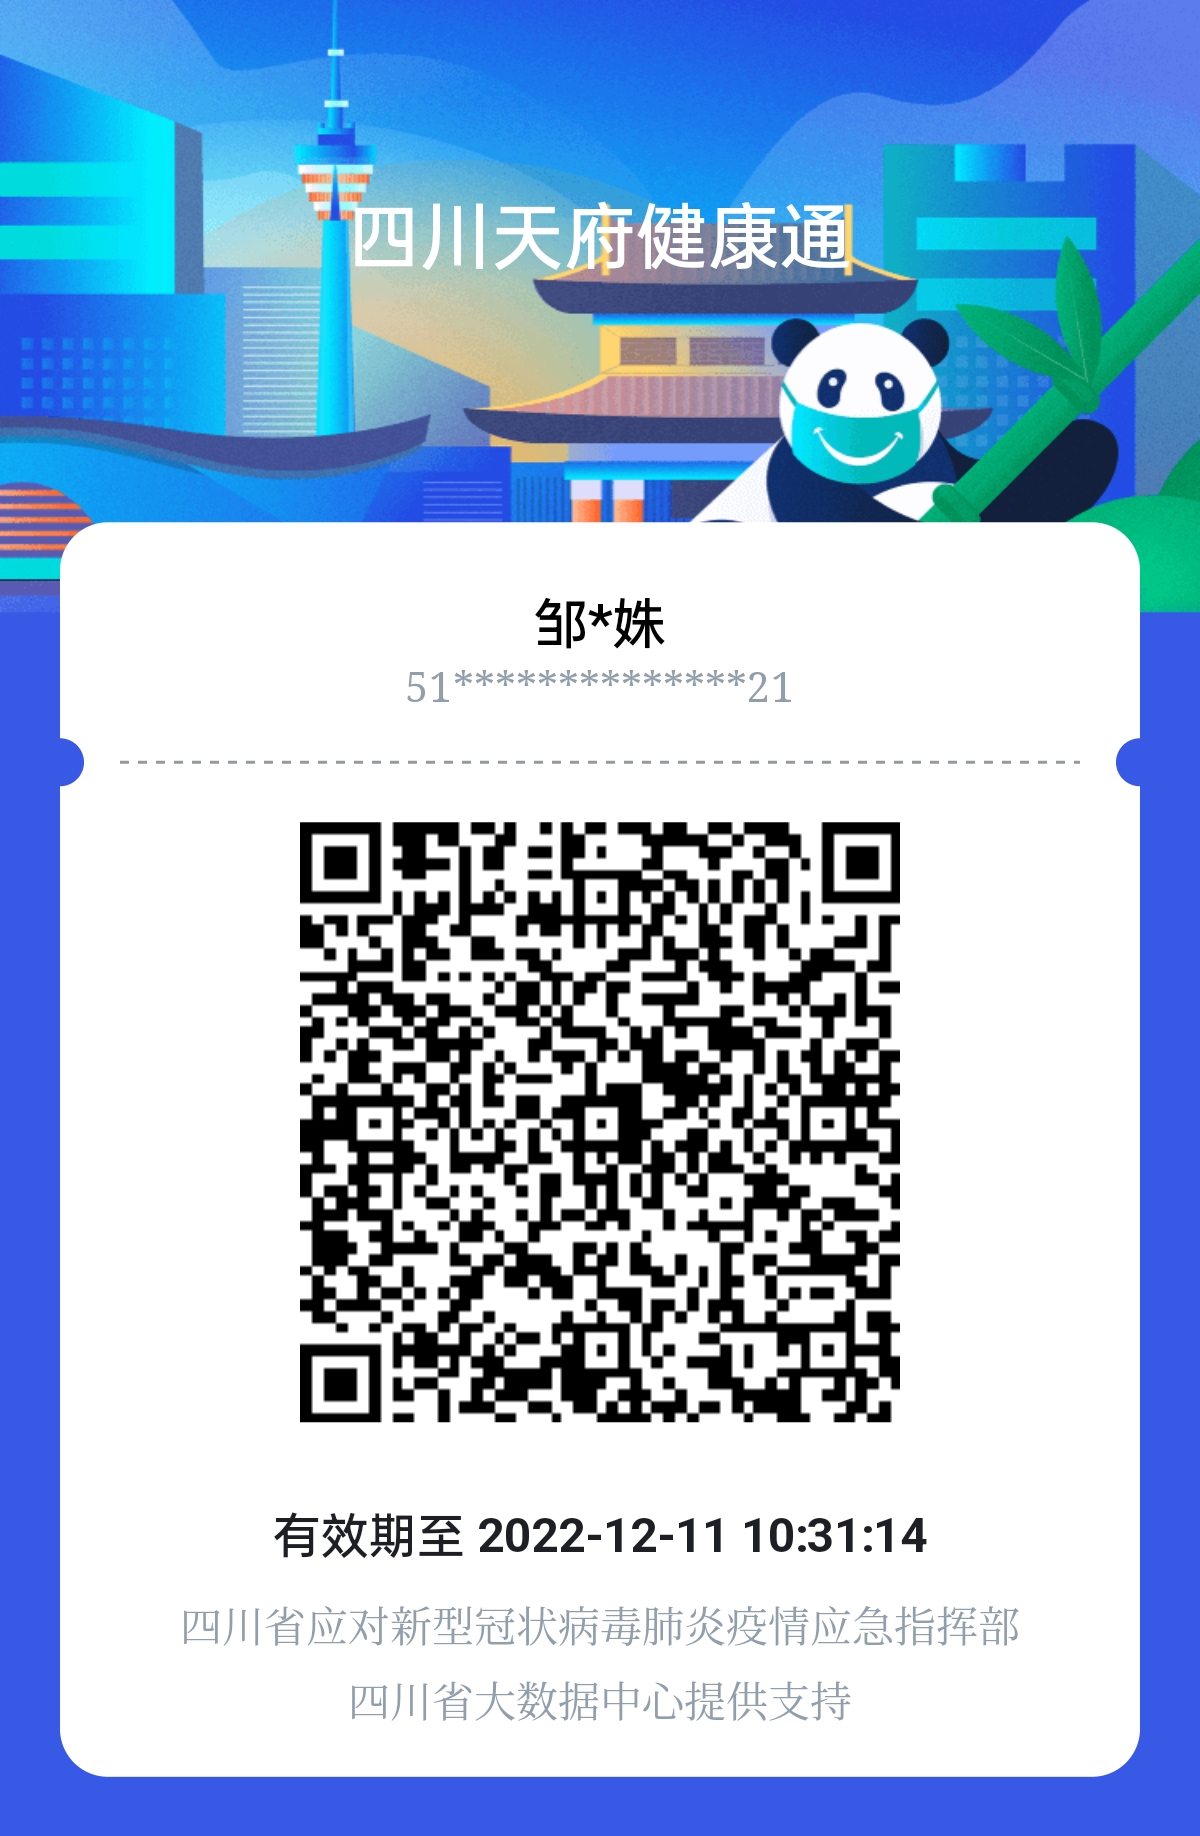 四川天府健康通
邹*姝
51**************21
有效期至 2022-12-11 10:31:14
四川省应对新型冠状病毒肺炎疫情应急指挥部
四川省大数据中心提供支持